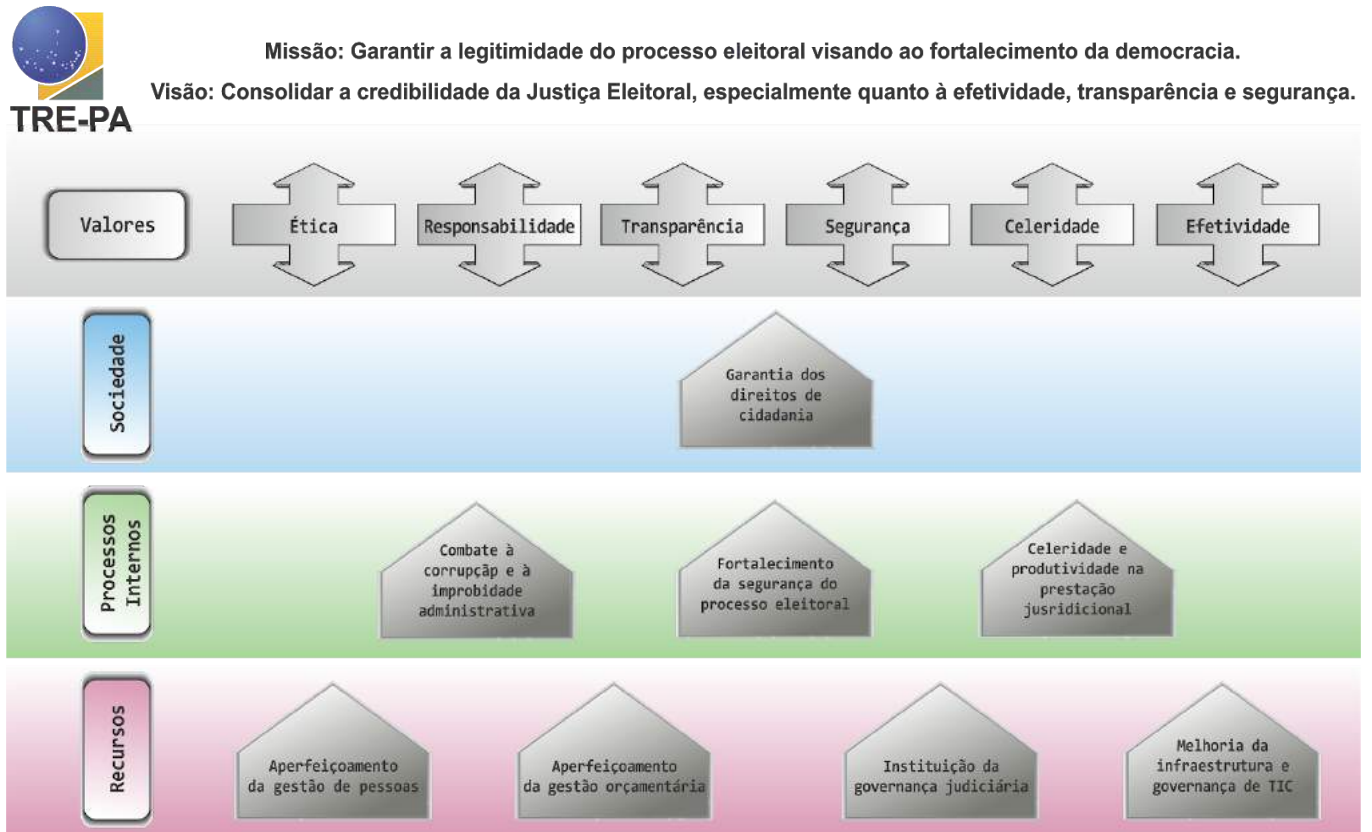 Missão: Garantir a legitimidade do processo eleitoral visando ao fortalecimento da democracia.
Visão: Consolidar a credibilidade da Justiça Eleitoral, especialmente quanto à efetividade, transparência e segurança.
TRE-PA
Valores
Ética
Responsabilidade
Transparência
Segurança
Celeridade
Efetividade
Sociedade
Garantia dos
direitos de
cidadania
Processos
Internos
Combate à
corrupçãp e à
improbidade
administrativa
Fortalecimento
da segurança do
processo eleitoral
Celeridade e
produtividade na
prestação
jusridicional
Recursos
Aperfeiçoamento
da gestão de pessoas
Aperfeiçoamento
da gestão orçamentária
Instituição da
governança judiciária
Melhoria da
infraestrutura e
governança de TIC